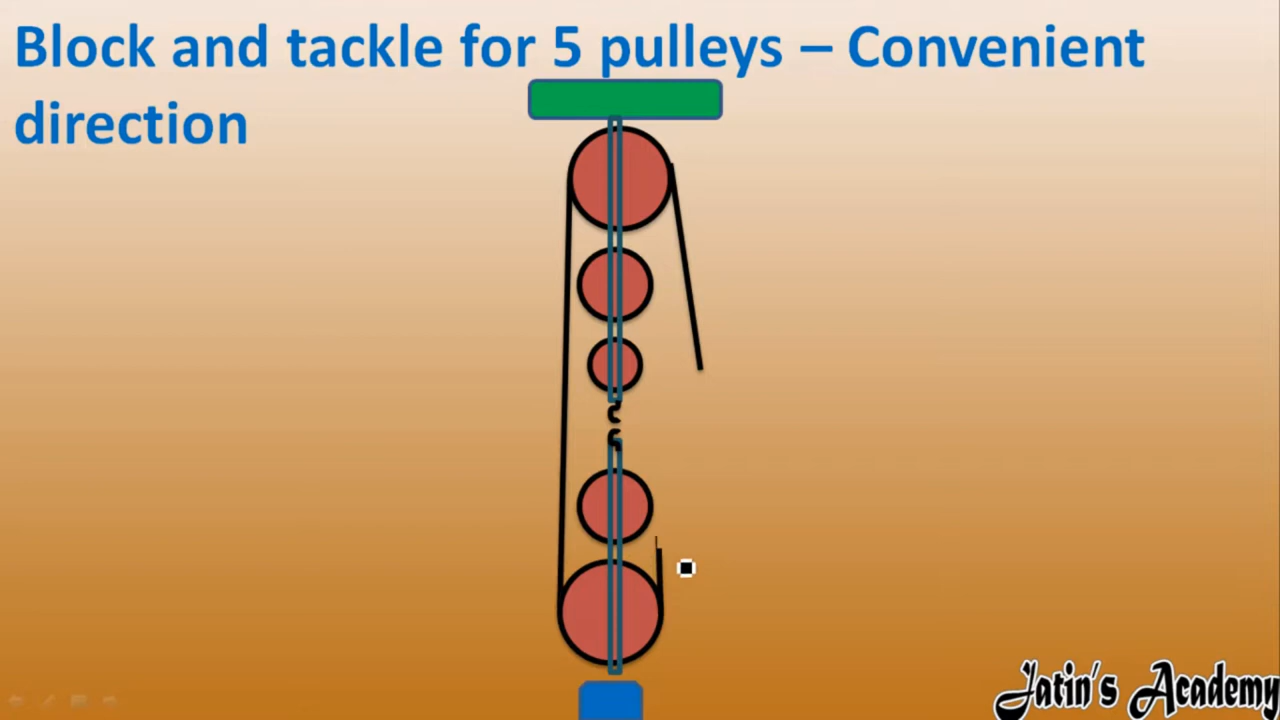 Block and tackle for 5 pulleys – Convenient
direction
Jatin's Academy